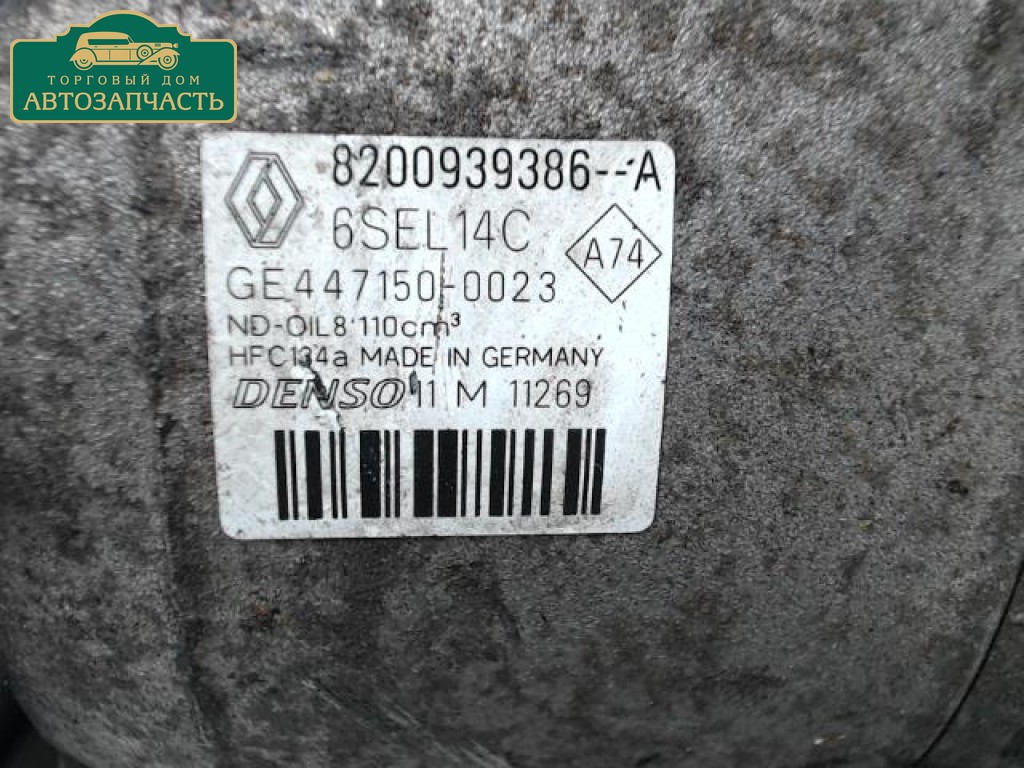 ТОРГОВЫЙ ДОМ
АВТОЗАПЧАСТЬ
8200939386--A
6SEL14C
A74
GE447150-0023
ND-OIL8 110cm³
HFC134a MADE IN GERMANY
DENSO 11 M 11269